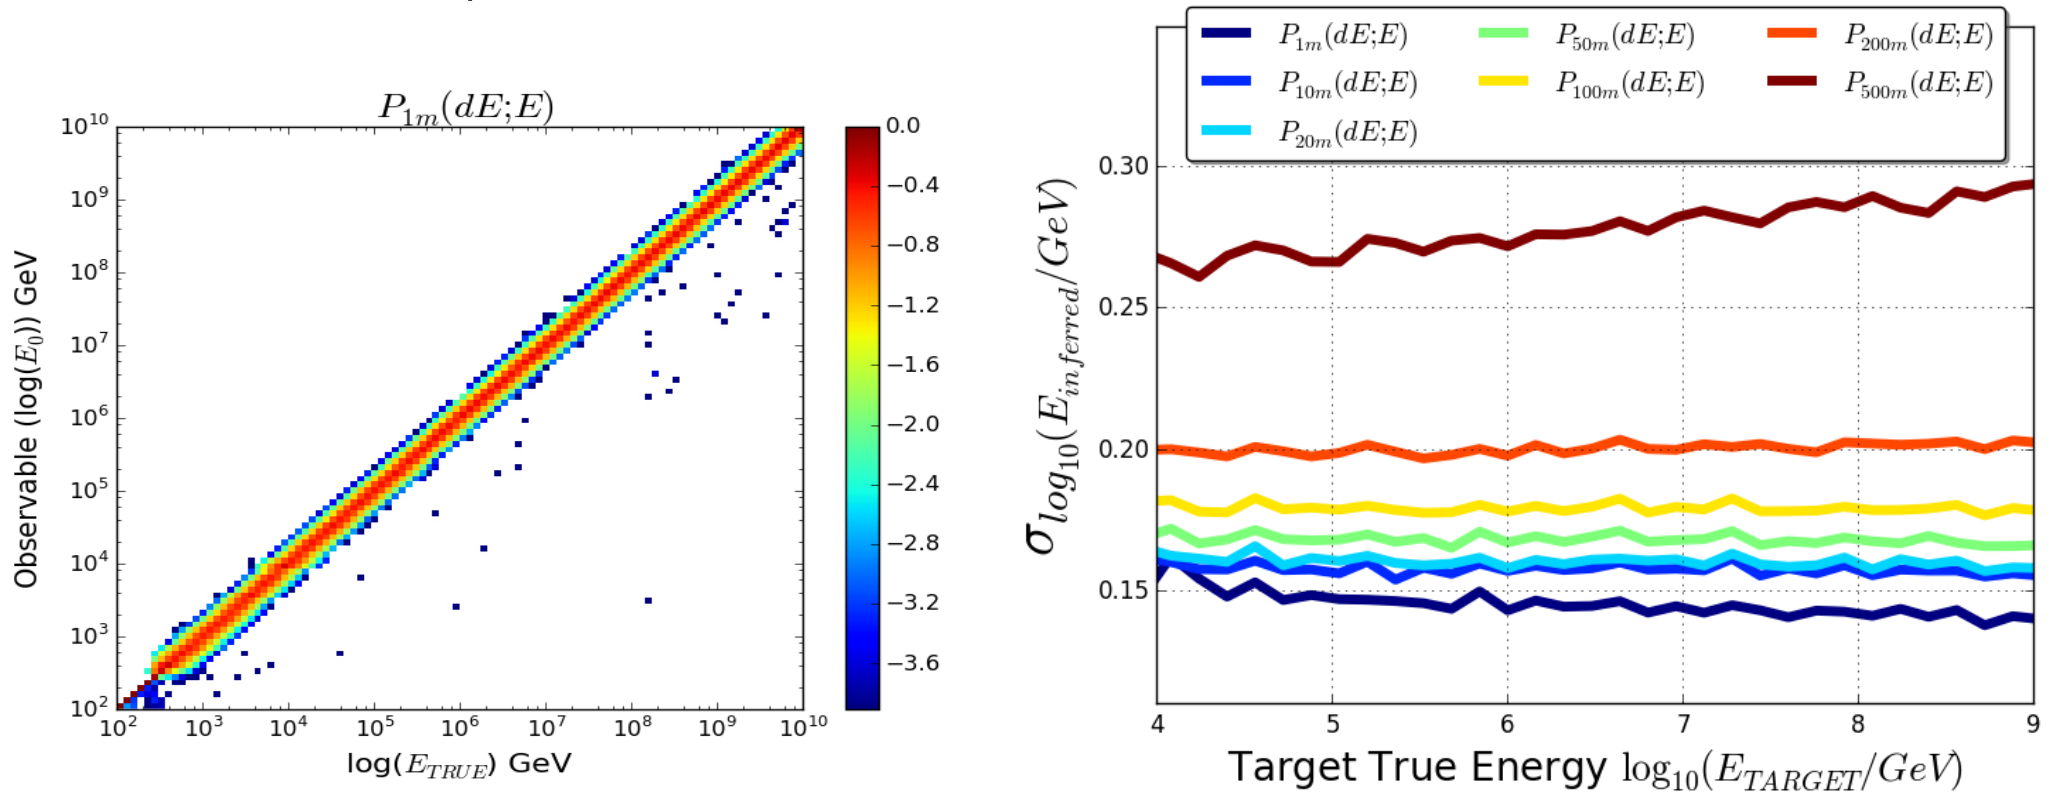 P_{1m}(dE;E)
10^{10}
10^9
10^8
10^7
10^6
10^5
10^4
10^3
10^2
Observable (log(E_0)) GeV
10^2 10^3 10^4 10^5 10^6 10^7 10^8 10^9 10^{10}
log(E_{TRUE}) GeV
0.0
−0.4
−0.8
−1.2
−1.6
−2.0
−2.4
−2.8
−3.2
−3.6
P_{1m}(dE;E) P_{50m}(dE;E) P_{200m}(dE;E)
P_{10m}(dE;E) P_{100m}(dE;E) P_{500m}(dE;E)
P_{20m}(dE;E)
0.30
0.25
0.20
0.15
σ_{log_{10}(E_{inferred}/GeV)}
4 5 6 7 8 9
Target True Energy log_{10}(E_{TARGET}/GeV)